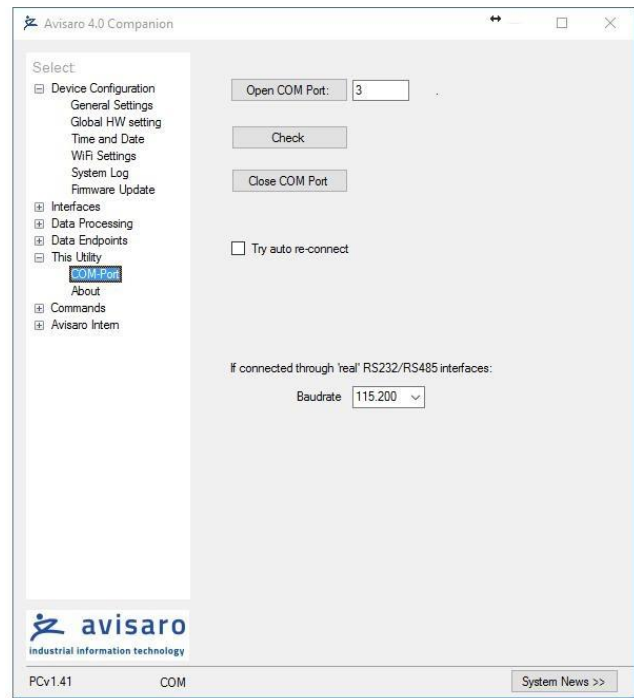 Avisaro 4.0 Companion
Select
Device Configuration
General Settings
Global HW setting
Time and Date
WiFi Settings
System Log
Firmware Update
Interfaces
Data Processing
Data Endpoints
This Utility
COM-Port
About
Commands
Avisaro Intern
Open COM Port: 3 .
Check
Close COM Port
Try auto re-connect
If connected through 'real' RS232/RS485 interfaces:
Baudrate 115.200
avisaro
industrial information technology
PCv1.41 COM System News >>